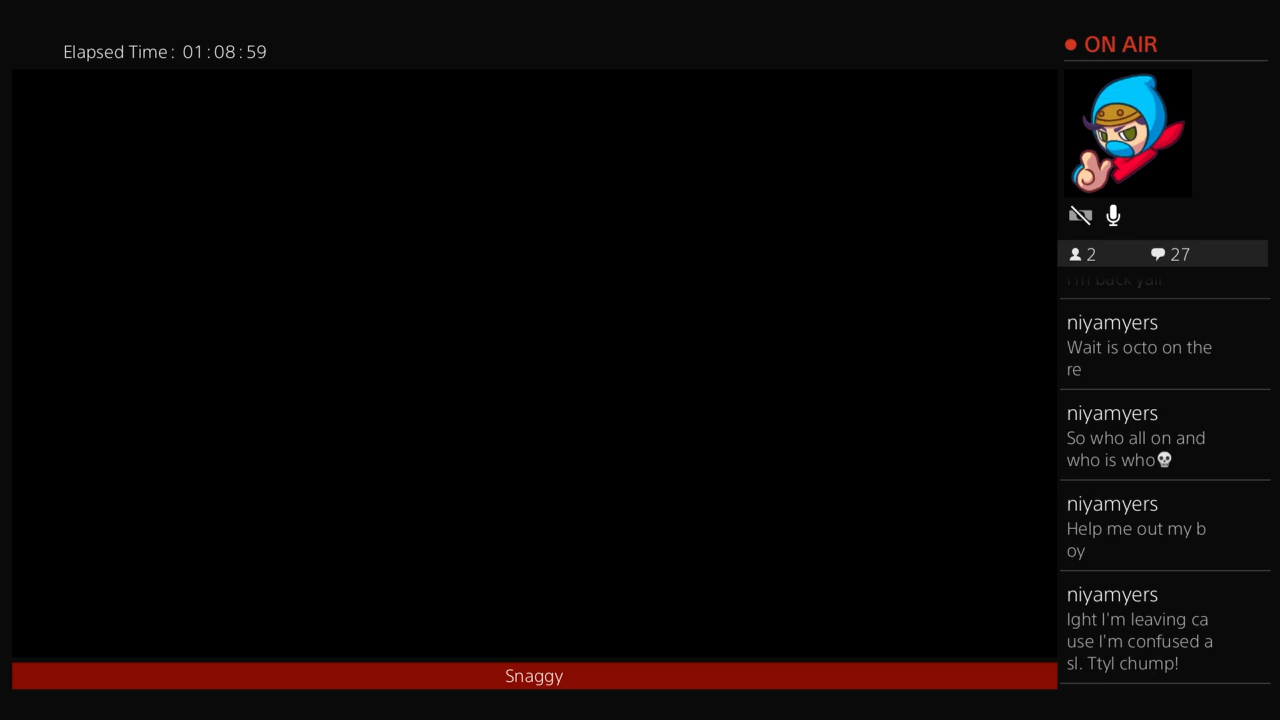 Elapsed Time: 01:08:59
ON AIR
2 27
I'm back yall
niyamyers
Wait is octo on the
re
niyamyers
So who all on and
who is who💀
niyamyers
Help me out my b
oy
niyamyers
Ight I'm leaving ca
use I'm confused a
sl. Ttyl chump!
Snaggy